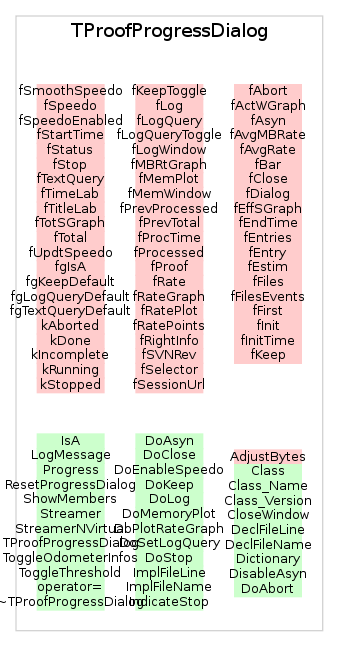 TProofProgressDialog
fSmoothSpeedo
fSpeedo
fSpeedoEnabled
fStartTime
fStatus
fStop
fTextQuery
fTimeLab
fTitleLab
fTotSGraph
fTotal
fUpdtSpeedo
fgIsA
fgKeepDefault
fgLogQueryDefault
fgTextQueryDefault
kAborted
kDone
kIncomplete
kRunning
kStopped
fKeepToggle
fLog
fLogQuery
fLogQueryToggle
fLogWindow
fMBRtGraph
fMemPlot
fMemWindow
fPrevProcessed
fPrevTotal
fProcTime
fProcessed
fProof
fRate
fRateGraph
fRatePlot
fRatePoints
fRightInfo
fSVNRev
fSelector
fSessionUrl
fAbort
fActWGraph
fAsyn
fAvgMBRate
fAvgRate
fBar
fClose
fDialog
fEffSGraph
fEndTime
fEntries
fEntry
fEstim
fFiles
fFilesEvents
fFirst
fInit
fInitTime
fKeep
IsA
LogMessage
Progress
ResetProgressDialog
ShowMembers
Streamer
StreamerNVirtual
TProofProgressDialog
ToggleOdometerInfos
ToggleThreshold
operator=
~TProofProgressDialog
DoAsyn
DoClose
DoEnableSpeedo
DoKeep
DoLog
DoMemoryPlot
DoPlotRateGraph
DoSetLogQuery
DoStop
ImplFileLine
ImplFileName
IndicateStop
AdjustBytes
Class
Class_Name
Class_Version
CloseWindow
DeclFileLine
DeclFileName
Dictionary
DisableAsyn
DoAbort